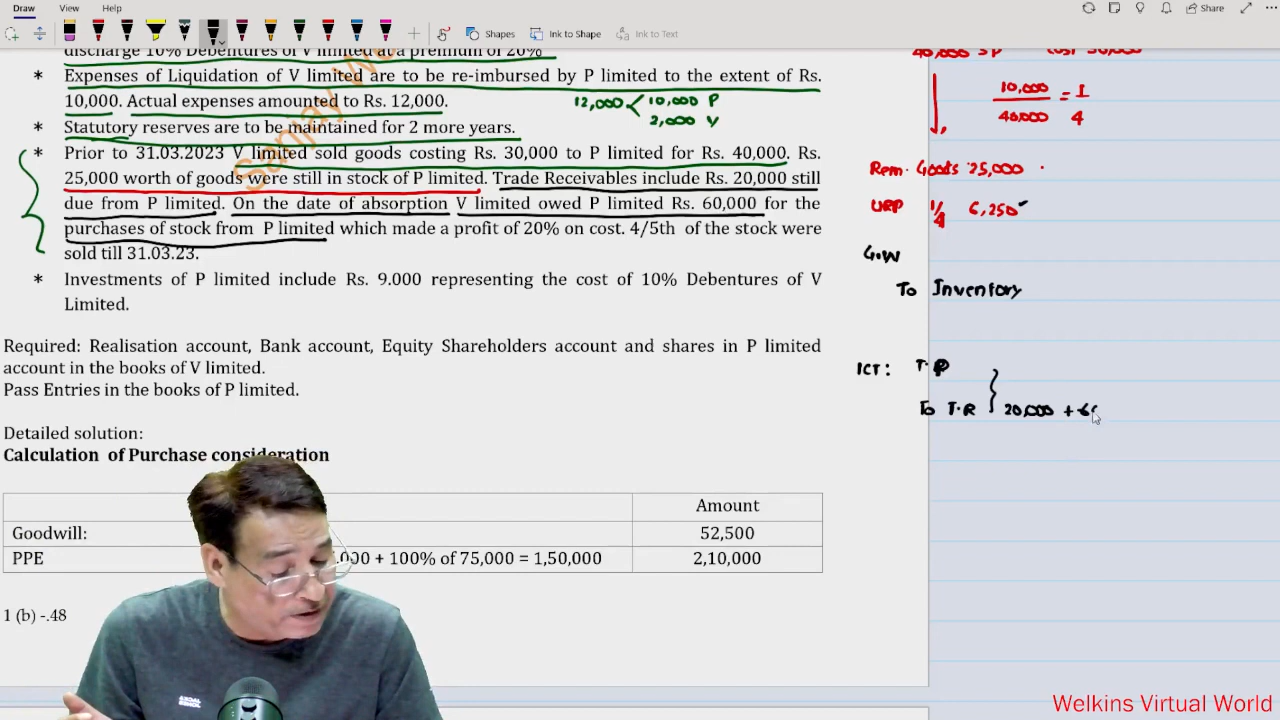 Draw View Help
Share
Shapes Ink to Shape Ink to Text
discharge 10% Debentures of V limited at a premium of 20%
* Expenses of Liquidation of V limited are to be re-imbursed by P limited to the extent of Rs.
10,000. Actual expenses amounted to Rs. 12,000.
12,000 < 10,000 P
2,000 V
* Statutory reserves are to be maintained for 2 more years.
* Prior to 31.03.2023 V limited sold goods costing Rs. 30,000 to P limited for Rs. 40,000. Rs.
25,000 worth of goods were still in stock of P limited. Trade Receivables include Rs. 20,000 still
due from P limited. On the date of absorption V limited owed P limited Rs. 60,000 for the
purchases of stock from P limited which made a profit of 20% on cost. 4/5th of the stock were
sold till 31.03.23.
* Investments of P limited include Rs. 9.000 representing the cost of 10% Debentures of V
Limited.
Required: Realisation account, Bank account, Equity Shareholders account and shares in P limited
account in the books of V limited.
Pass Entries in the books of P limited.
Detailed solution:
Calculation of Purchase consideration
Amount
Goodwill: 52,500
PPE ,000 + 100% of 75,000 = 1,50,000 2,10,000
1 (b) -.48
40,000 SP Cost 30,000
10,000 = 1
40,000 4
Rem. Goods 25,000
URP 1/4 6,250
G.W
To Inventory
ICT: T.P
To T.R } 20,000 + 60
Sanjay We
Welkins Virtual World